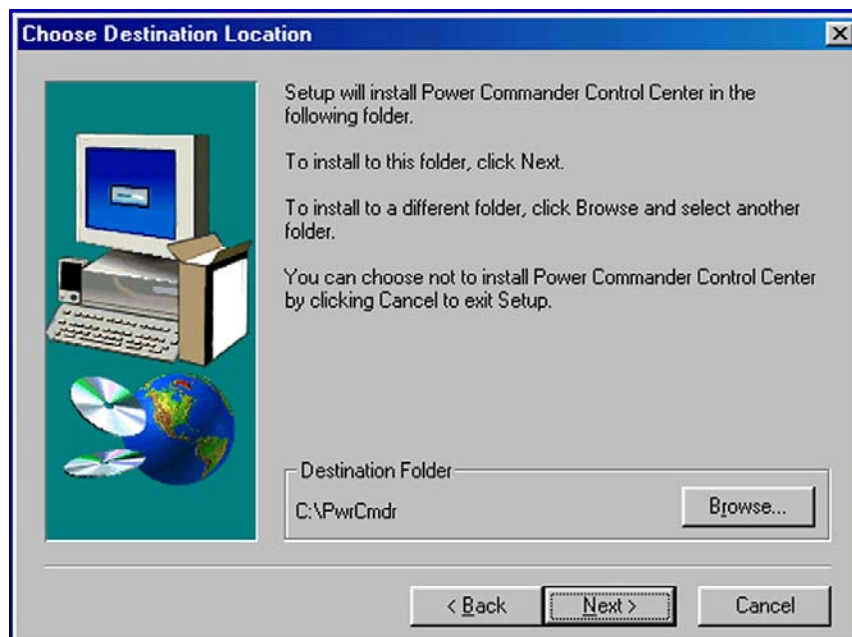 Choose Destination Location
Setup will install Power Commander Control Center in the
following folder.
To install to this folder, click Next.
To install to a different folder, click Browse and select another
folder.
You can choose not to install Power Commander Control Center
by clicking Cancel to exit Setup.
Destination Folder
C:\PwrCmdr
Browse...
< Back
Next >
Cancel